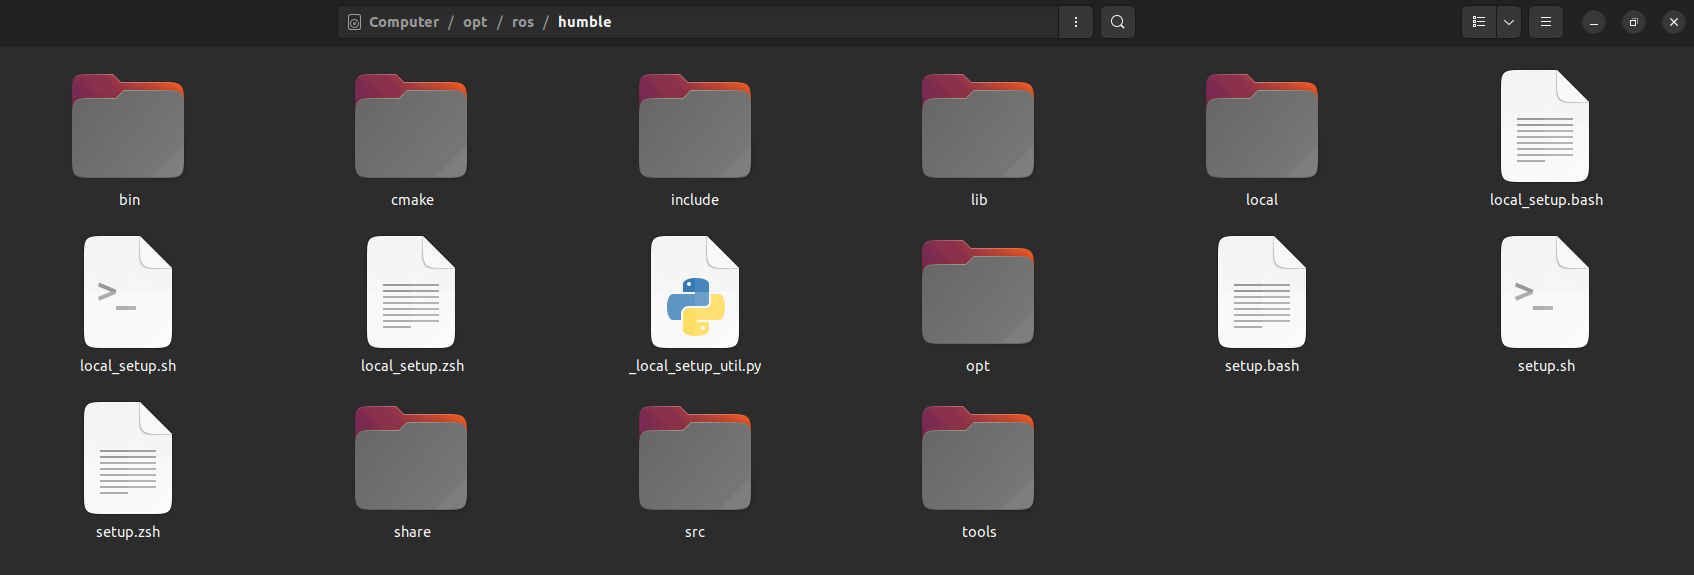 Computer / opt / ros / humble
bin cmake include lib local local_setup.bash
local_setup.sh local_setup.zsh _local_setup_util.py opt setup.bash setup.sh
setup.zsh share src tools